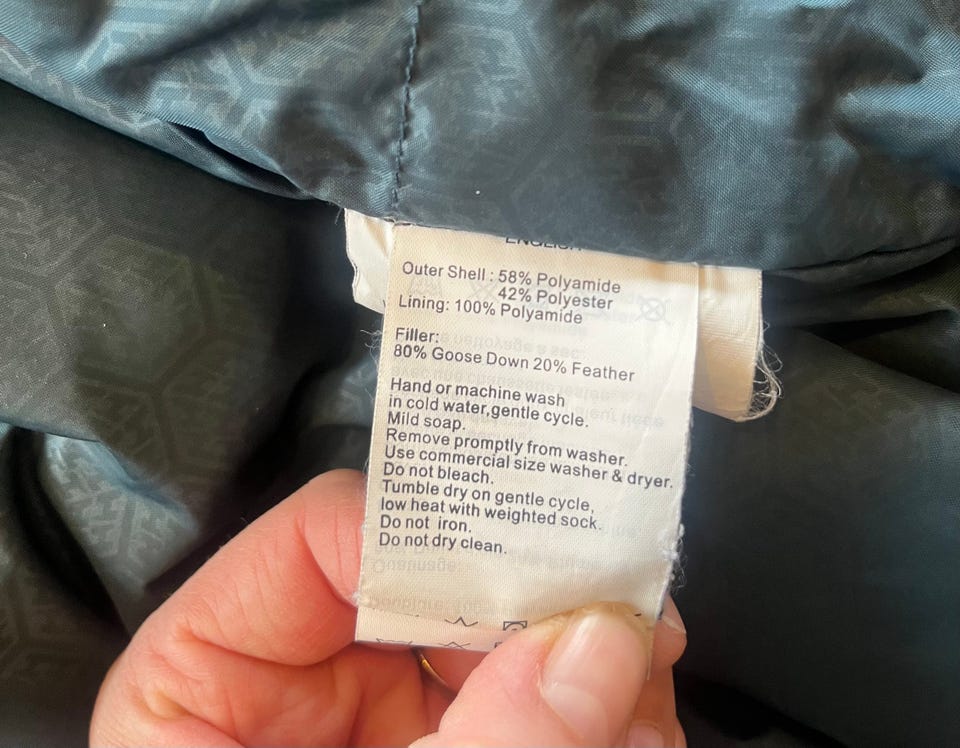 ENGLISH
Outer Shell : 58% Polyamide
42% Polyester
Lining: 100% Polyamide
Filler:
80% Goose Down 20% Feather
Hand or machine wash
in cold water,gentle cycle.
Mild soap.
Remove promptly from washer.
Use commercial size washer & dryer.
Do not bleach.
Tumble dry on gentle cycle,
low heat with weighted sock.
Do not iron.
Do not dry clean.